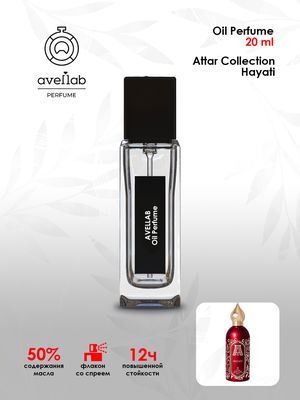 avellab
PERFUME
Oil Perfume
20 ml
Attar Collection
Hayati
AVELLAB
Oil Perfume
50%
содержания
масла
флакон
со спреем
12ч
повышенной
стойкости